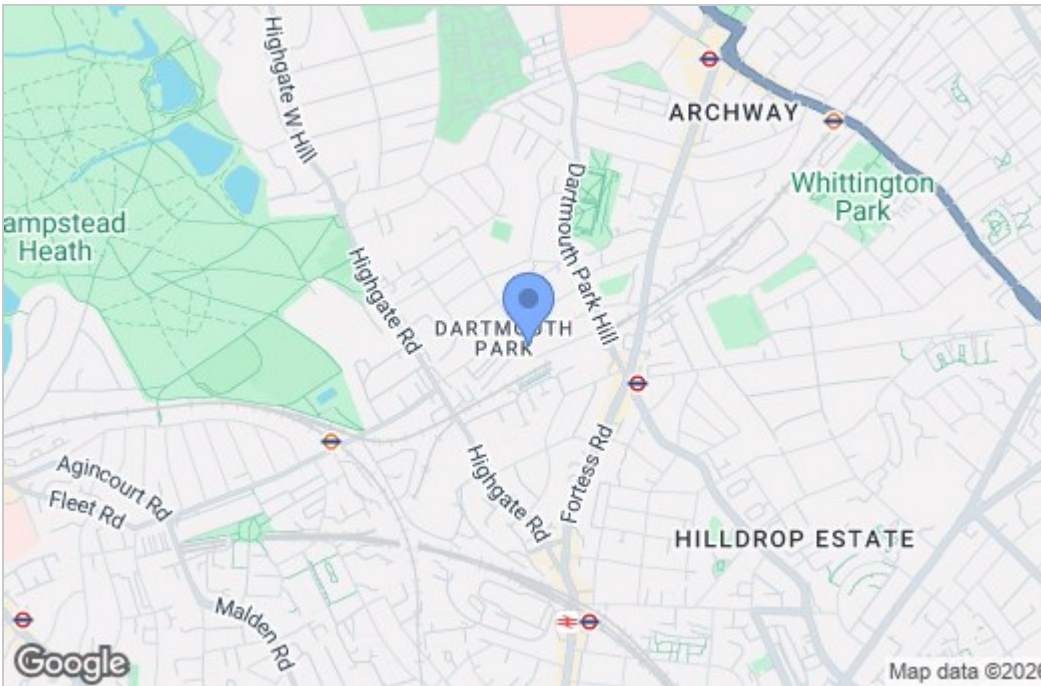 Highgate W Hill
ARCHWAY
Dartmouth Park Hill
Whittington
Park
ampstead
Heath
Highgate Rd
DARTMOUTH
PARK
Agincourt Rd
Fleet Rd
Highgate Rd
Fortess Rd
HILLDROP ESTATE
Malden Rd
Google
Map data ©2026